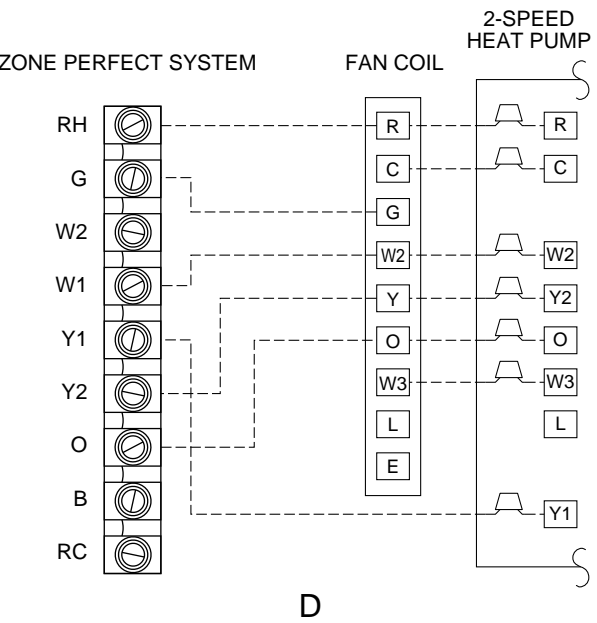 2-SPEED
HEAT PUMP
ZONE PERFECT SYSTEM
FAN COIL
RH
G
W2
W1
Y1
Y2
O
B
RC
R
C
G
W2
Y
O
W3
L
E
R
C
W2
Y2
O
W3
L
Y1
D